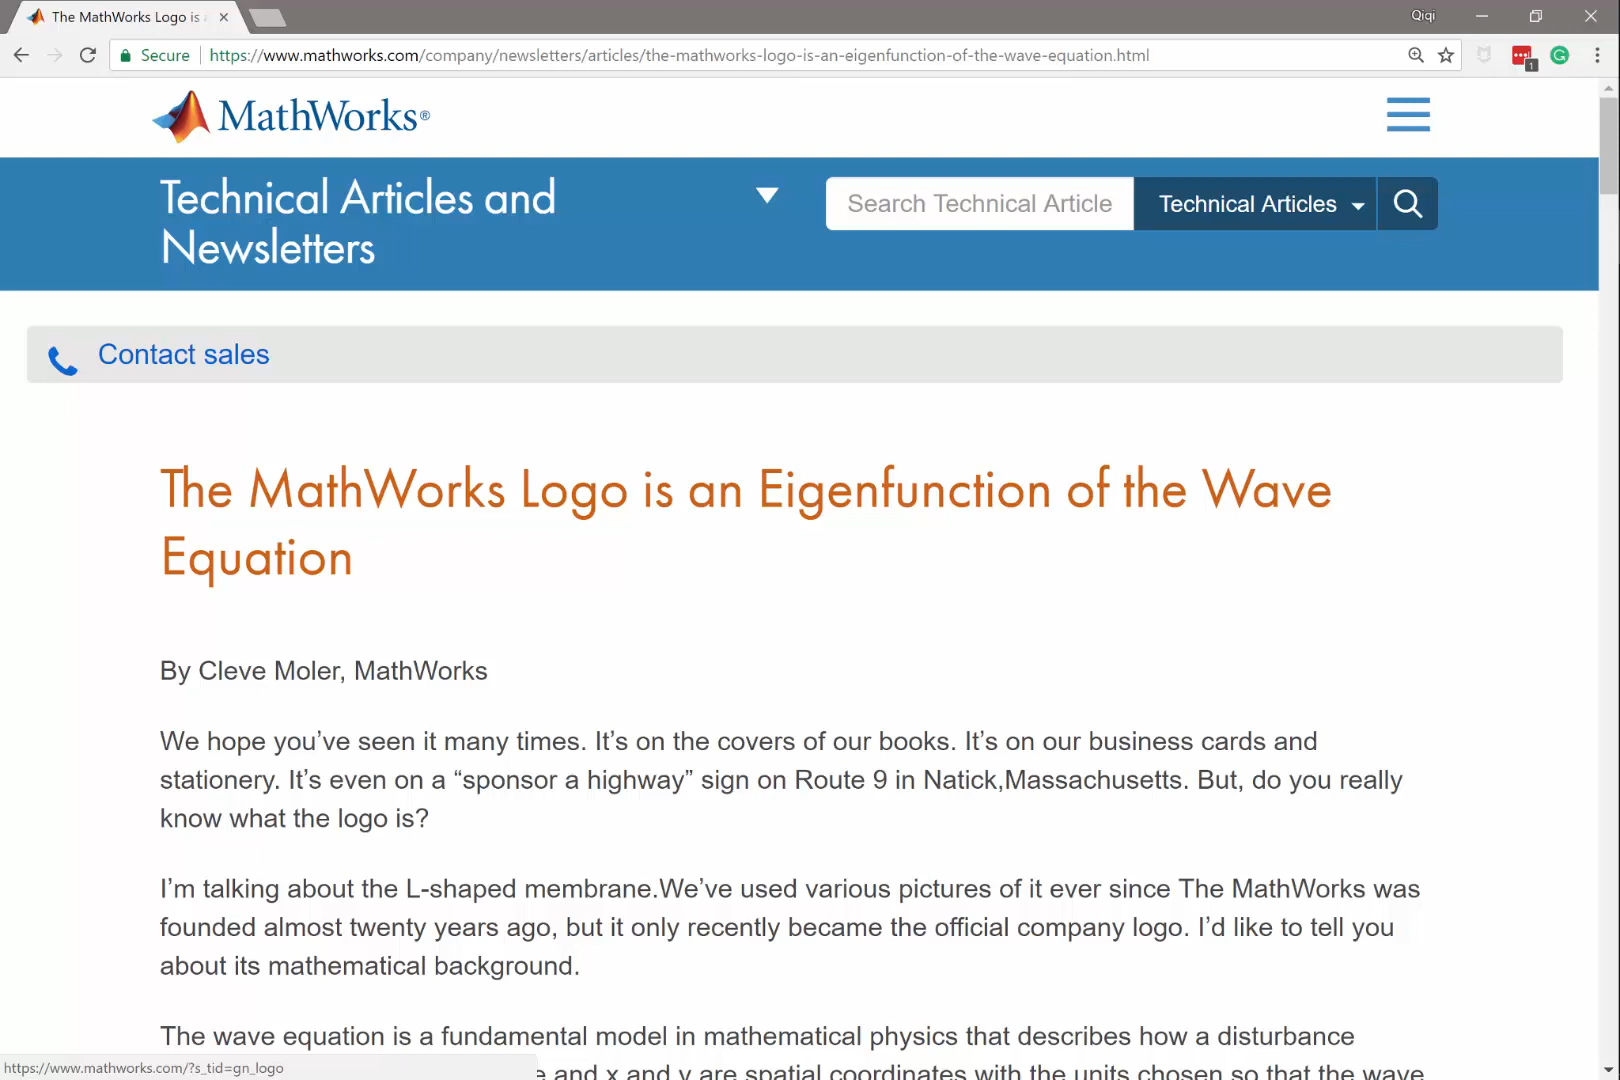 The MathWorks Logo is
Qiqi
Secure
https://www.mathworks.com/company/newsletters/articles/the-mathworks-logo-is-an-eigenfunction-of-the-wave-equation.html
1
MathWorks®
Technical Articles and
Newsletters
Search Technical Article
Technical Articles
Contact sales
The MathWorks Logo is an Eigenfunction of the Wave
Equation
By Cleve Moler, MathWorks
We hope you’ve seen it many times. It’s on the covers of our books. It’s on our business cards and
stationery. It’s even on a “sponsor a highway” sign on Route 9 in Natick,Massachusetts. But, do you really
know what the logo is?
I’m talking about the L-shaped membrane.We’ve used various pictures of it ever since The MathWorks was
founded almost twenty years ago, but it only recently became the official company logo. I’d like to tell you
about its mathematical background.
The wave equation is a fundamental model in mathematical physics that describes how a disturbance
and x and y are spatial coordinates with the units chosen so that the wave
https://www.mathworks.com/?s_tid=gn_logo